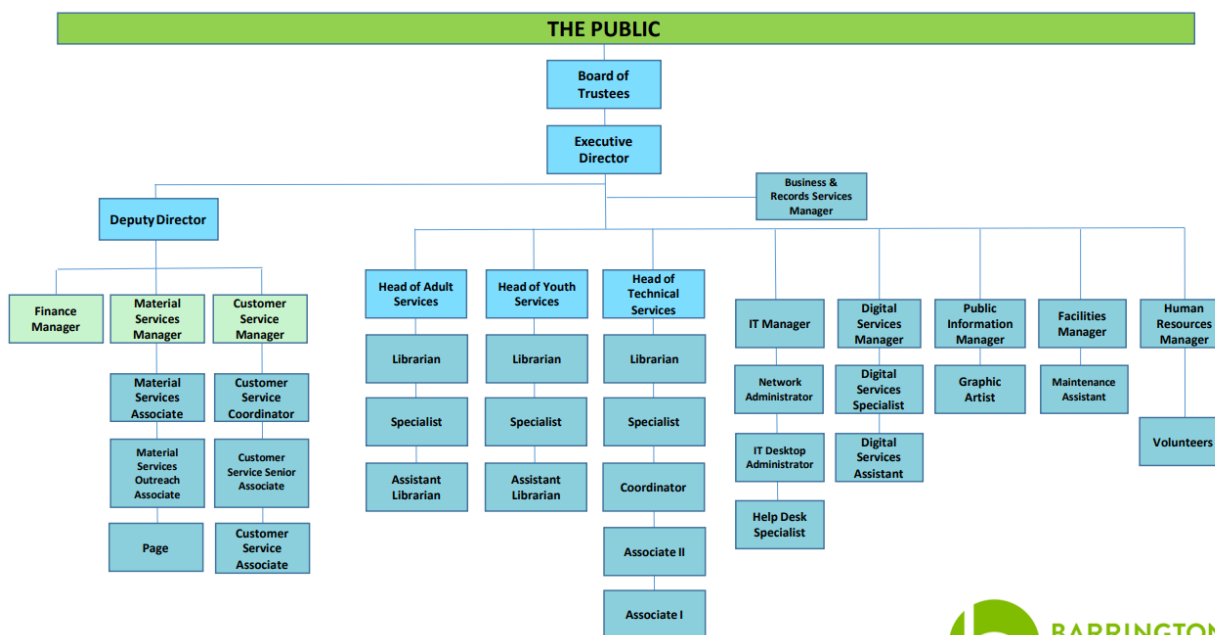 THE PUBLIC
Board of
Trustees
Executive
Director
Business &
Records Services
Manager
Deputy Director
Finance
Manager
Material
Services
Manager
Customer
Service
Manager
Material
Services
Associate
Customer
Service
Coordinator
Material
Services
Outreach
Associate
Customer
Service Senior
Associate
Page
Customer
Service
Associate
Head of Adult
Services
Librarian
Specialist
Assistant
Librarian
Head of Youth
Services
Librarian
Specialist
Assistant
Librarian
Head of
Technical
Services
Librarian
Specialist
Coordinator
Associate II
Associate I
IT Manager
Network
Administrator
IT Desktop
Administrator
Help Desk
Specialist
Digital
Services
Manager
Digital
Services
Specialist
Digital
Services
Assistant
Public
Information
Manager
Graphic
Artist
Facilities
Manager
Maintenance
Assistant
Human
Resources
Manager
Volunteers
BARRINGTON